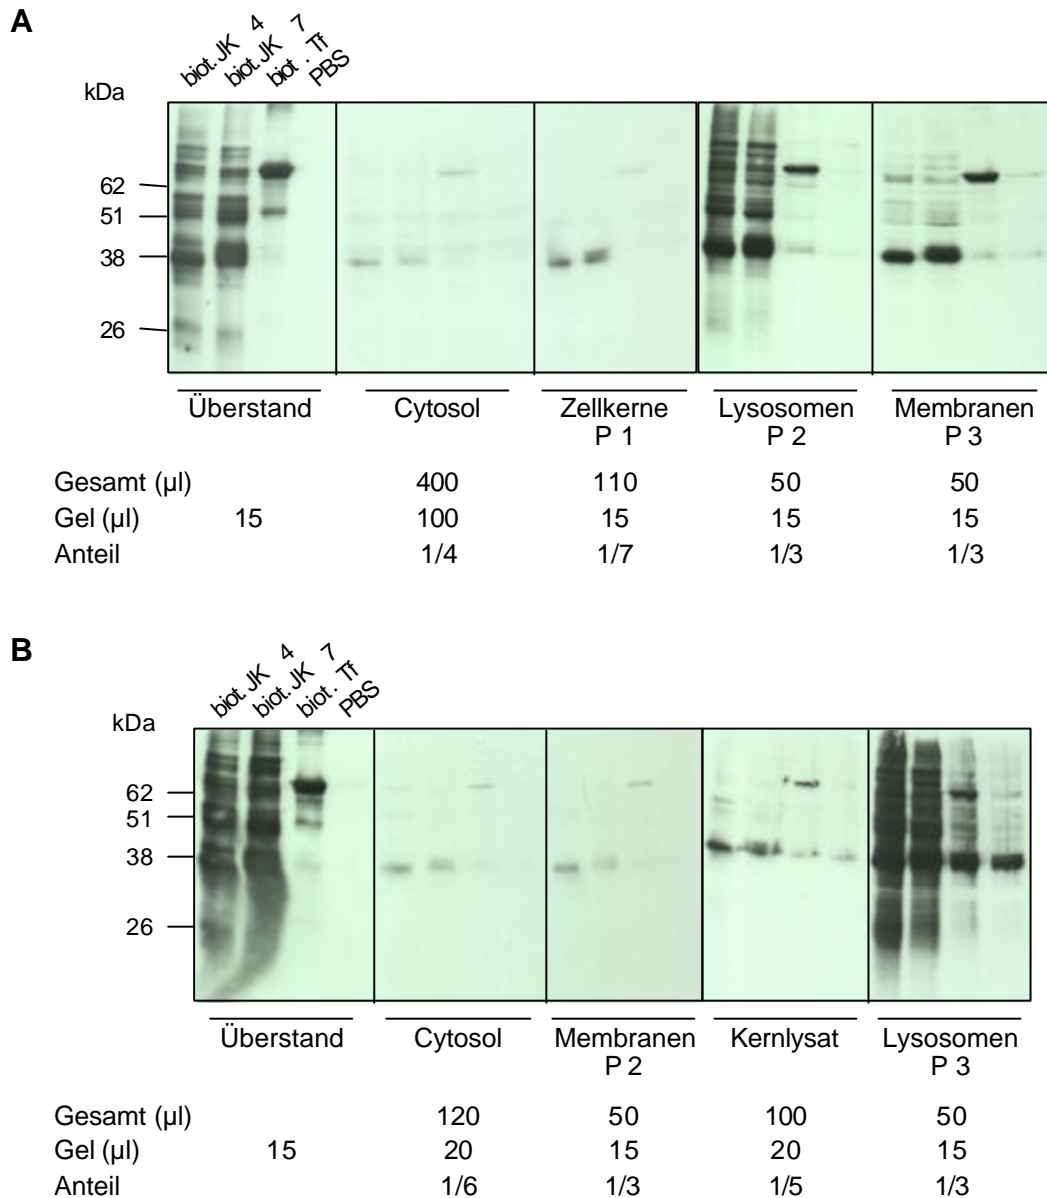 A
biot. JK 4
biot. JK 7
biot. Tf
PBS
kDa
62
51
38
26
Überstand Cytosol Zellkerne P 1 Lysosomen P 2 Membranen P 3
Gesamt (µl) 400 110 50 50
Gel (µl) 15 100 15 15 15
Anteil 1/4 1/7 1/3 1/3
B
biot. JK 4
biot. JK 7
biot. Tf
PBS
kDa
62
51
38
26
Überstand Cytosol Membranen P 2 Kernlysat Lysosomen P 3
Gesamt (µl) 120 50 100 50
Gel (µl) 15 20 15 20 15
Anteil 1/6 1/3 1/5 1/3